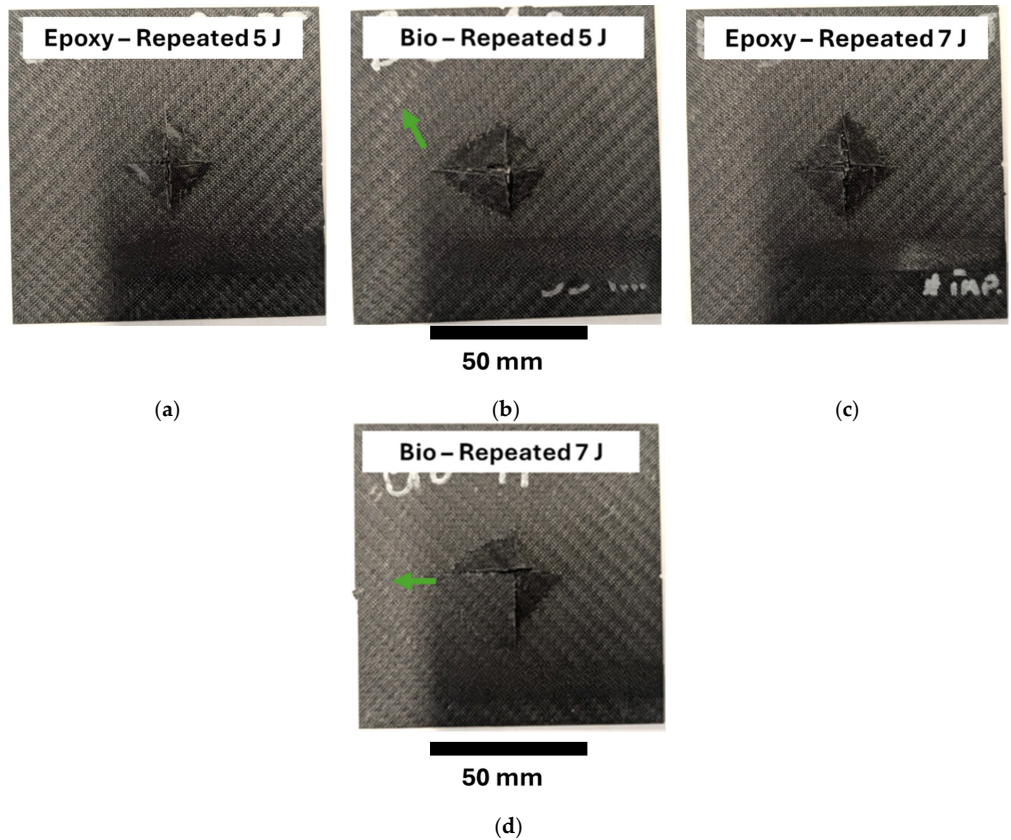 Epoxy – Repeated 5 J
Bio – Repeated 5 J
Epoxy – Repeated 7 J
# imp.
50 mm
(a)
(b)
(c)
Bio – Repeated 7 J
50 mm
(d)